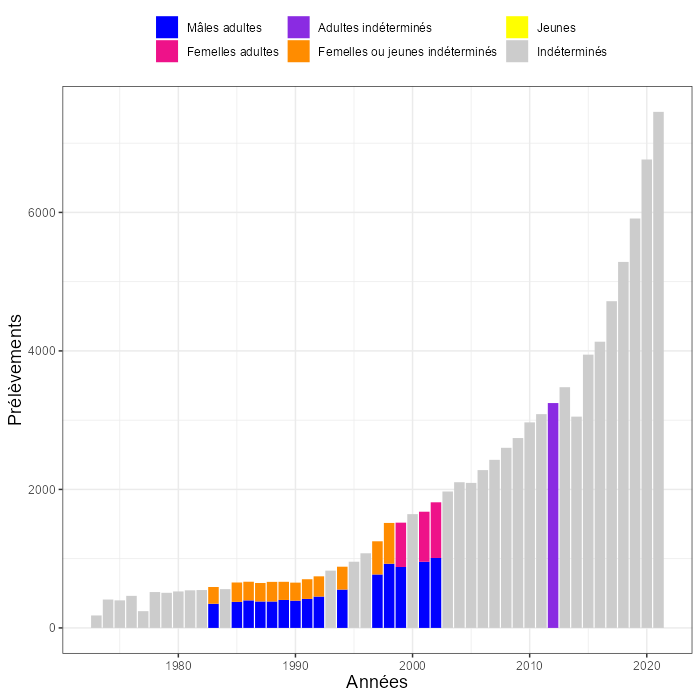 Mâles adultes Adultes indéterminés Jeunes
Femelles adultes Femelles ou jeunes indéterminés Indéterminés
Prélèvements
6000
4000
2000
0
1980 1990 2000 2010 2020
Années